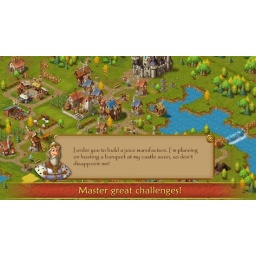 I order you to build a juice manufacture. I'm planning
on hosting a banquet at my castle soon, so don't
disappoint me!
Master great challenges!